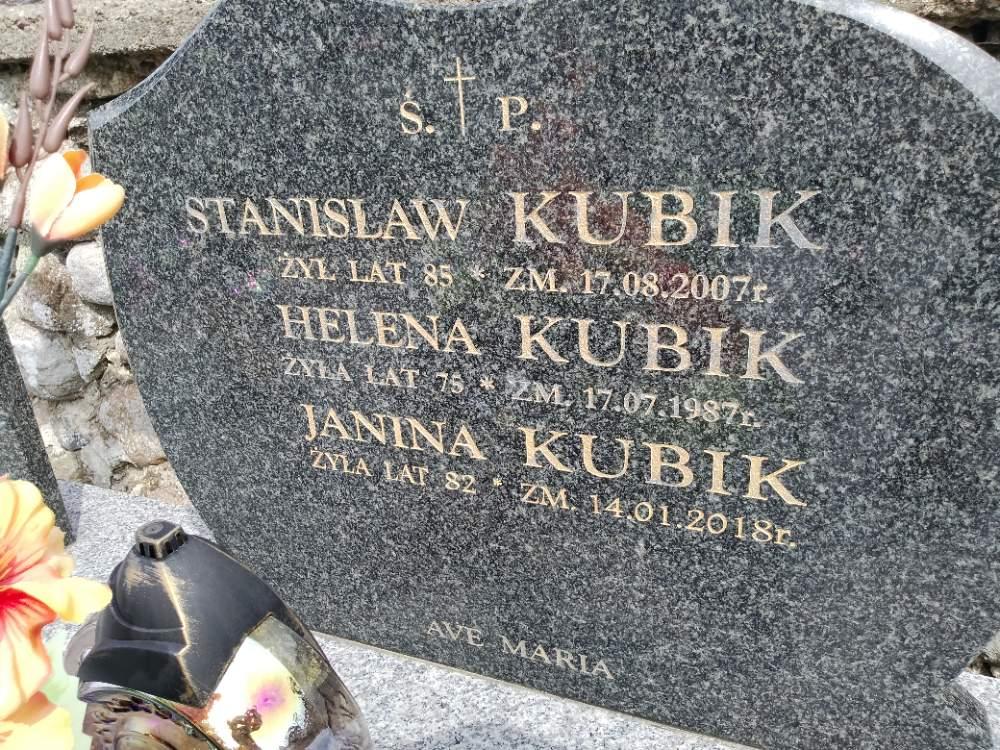 Ś. P.
STANISŁAW KUBIK
ŻYŁ LAT 85 * ZM. 17.08.2007r.
HELENA KUBIK
ŻYŁA LAT 75 * ZM. 17.07.1987r.
JANINA KUBIK
ŻYŁA LAT 82 * ZM. 14.01.2018r.
AVE MARIA